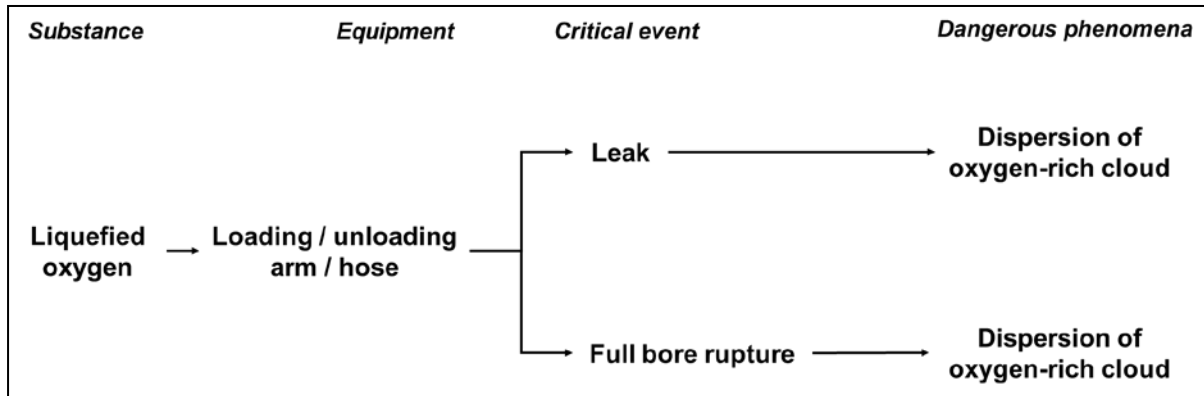 Substance Equipment Critical event Dangerous phenomena
Leak
Dispersion of
oxygen-rich cloud
Liquefied
oxygen
Loading / unloading
arm / hose
Full bore rupture
Dispersion of
oxygen-rich cloud